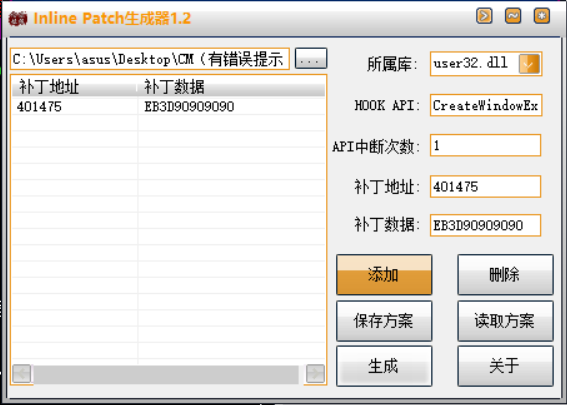 Inline Patch生成器1.2
C:\Users\asus\Desktop\CM（有错误提示
...
补丁地址 补丁数据
401475 EB3D90909090
所属库: user32.dll
HOOK API: CreateWindowEx
API中断次数: 1
补丁地址: 401475
补丁数据: EB3D90909090
添加 删除
保存方案 读取方案
生成 关于